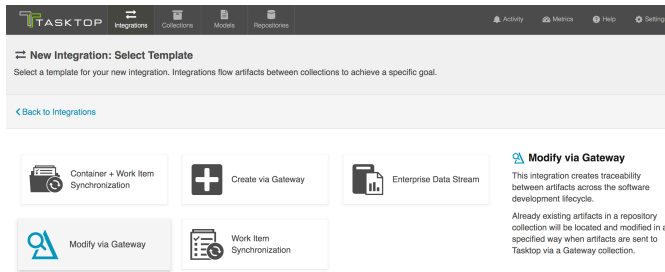 TASKTOP
Integrations
Collections
Models
Repositories
Activity
Metrics
Help
New Integration: Select Template
Select a template for your new integration. Integrations flow artifacts between collections to achieve a specific goal.
Back to Integrations
Container + Work Item
Synchronization
Create via Gateway
Enterprise Data Stream
Modify via Gateway
Work Item
Synchronization
Modify via Gateway
This integration creates traceability
between artifacts across the software
development lifecycle.
Already existing artifacts in a repository
collection will be located and modified in a
specified way when artifacts are sent to
Tasktop via a Gateway collection.